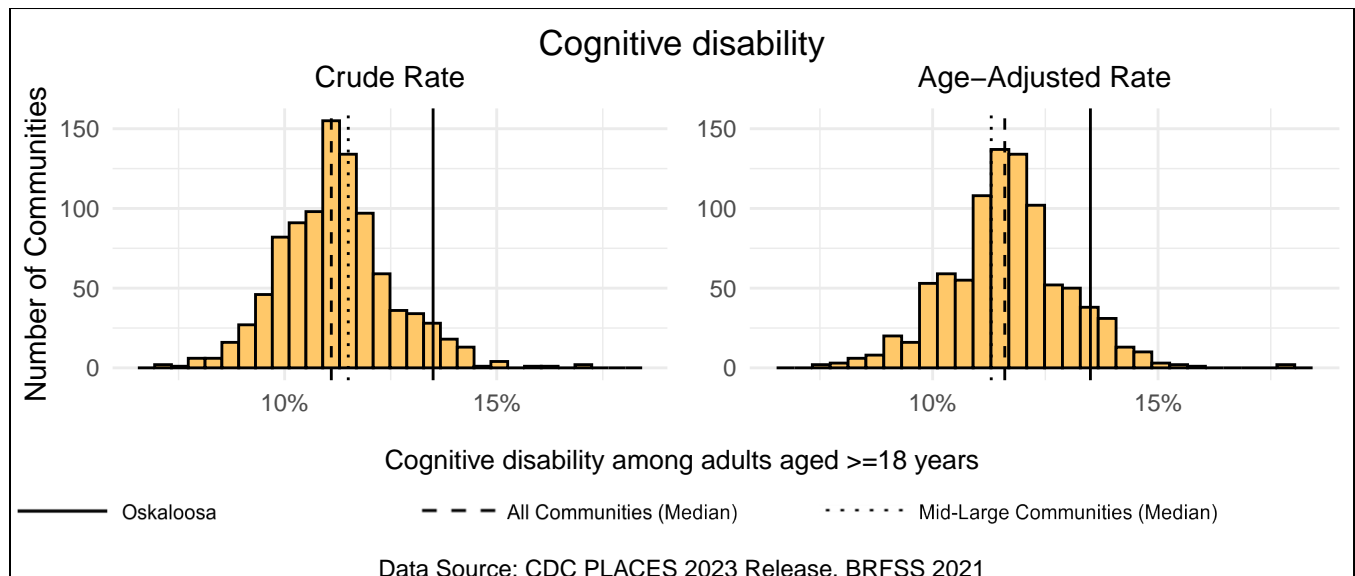 Cognitive disability
Crude Rate
Age−Adjusted Rate
Number of Communities
150
100
50
0
10%
15%
150
100
50
0
10%
15%
Cognitive disability among adults aged >=18 years
Oskaloosa
All Communities (Median)
Mid-Large Communities (Median)
Data Source: CDC PLACES 2023 Release, BRFSS 2021